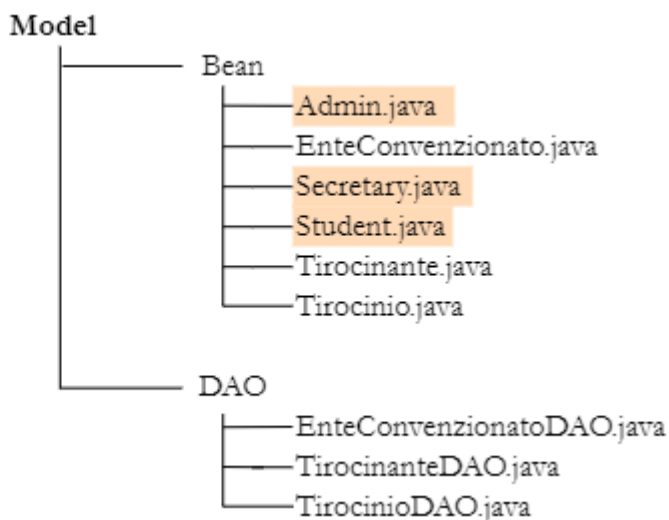 Model
Bean
Admin.java
EnteConvenzionato.java
Secretary.java
Student.java
Tirocinante.java
Tirocinio.java
DAO
EnteConvenzionatoDAO.java
TirocinanteDAO.java
TirocinioDAO.java